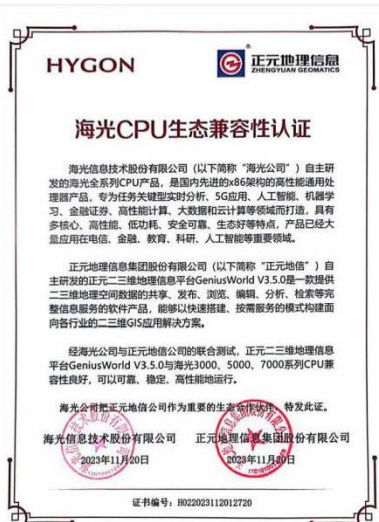 HYGON
正元地理信息
ZHENGYUAN GEOMATICS
海光CPU生态兼容性认证
海光信息技术股份有限公司（以下简称“海光公司”）自主研
发的海光全系列CPU产品，是国内先进的x86架构的高性能通用处
理器产品，专为任务关键型实时分析、5G应用、人工智能、机器学
习、金融证券、高性能计算、大数据和云计算等领域而打造，具有
多核心、高性能、低功耗、安全可靠、生态好等特点，产品已经大
量应用在电信、金融、教育、科研、人工智能等重要领域。
正元地理信息集团股份有限公司（以下简称“正元地信”）自
主研发的正元二三维地理信息平台GeniusWorld V3.5.0是一款提供
二三维地理空间数据的共享、发布、浏览、编辑、分析、检索等完
整信息服务的软件产品，能够以快速搭建、按需服务的模式构建面
向各行业的二三维GIS应用解决方案。
经海光公司与正元地信公司的联合测试，正元二三维地理信息
平台GeniusWorld V3.5.0与海光3000、5000、7000系列CPU兼
容性良好，可以可靠、稳定、高性能地运行。
海光公司把正元地信公司作为重要的生态合作伙伴，特发此证。
海光信息技术股份有限公司 正元地理信息集团股份有限公司
2023年11月20日 2023年11月20日
证书编号：H022023112012720